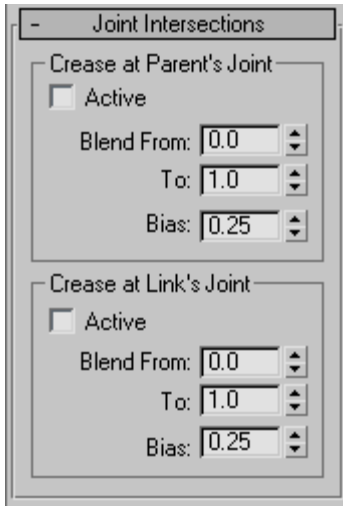 - Joint Intersections
Crease at Parent's Joint
Active
Blend From: 0.0
To: 1.0
Bias: 0.25
Crease at Link's Joint
Active
Blend From: 0.0
To: 1.0
Bias: 0.25